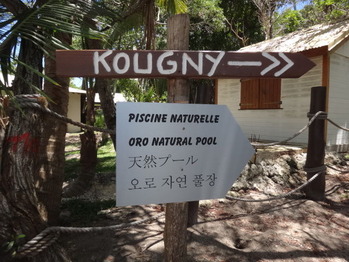 KOUGNY
PISCINE NATURELLE
-
ORO NATURAL POOL
天然プール
오로 자연 풀장